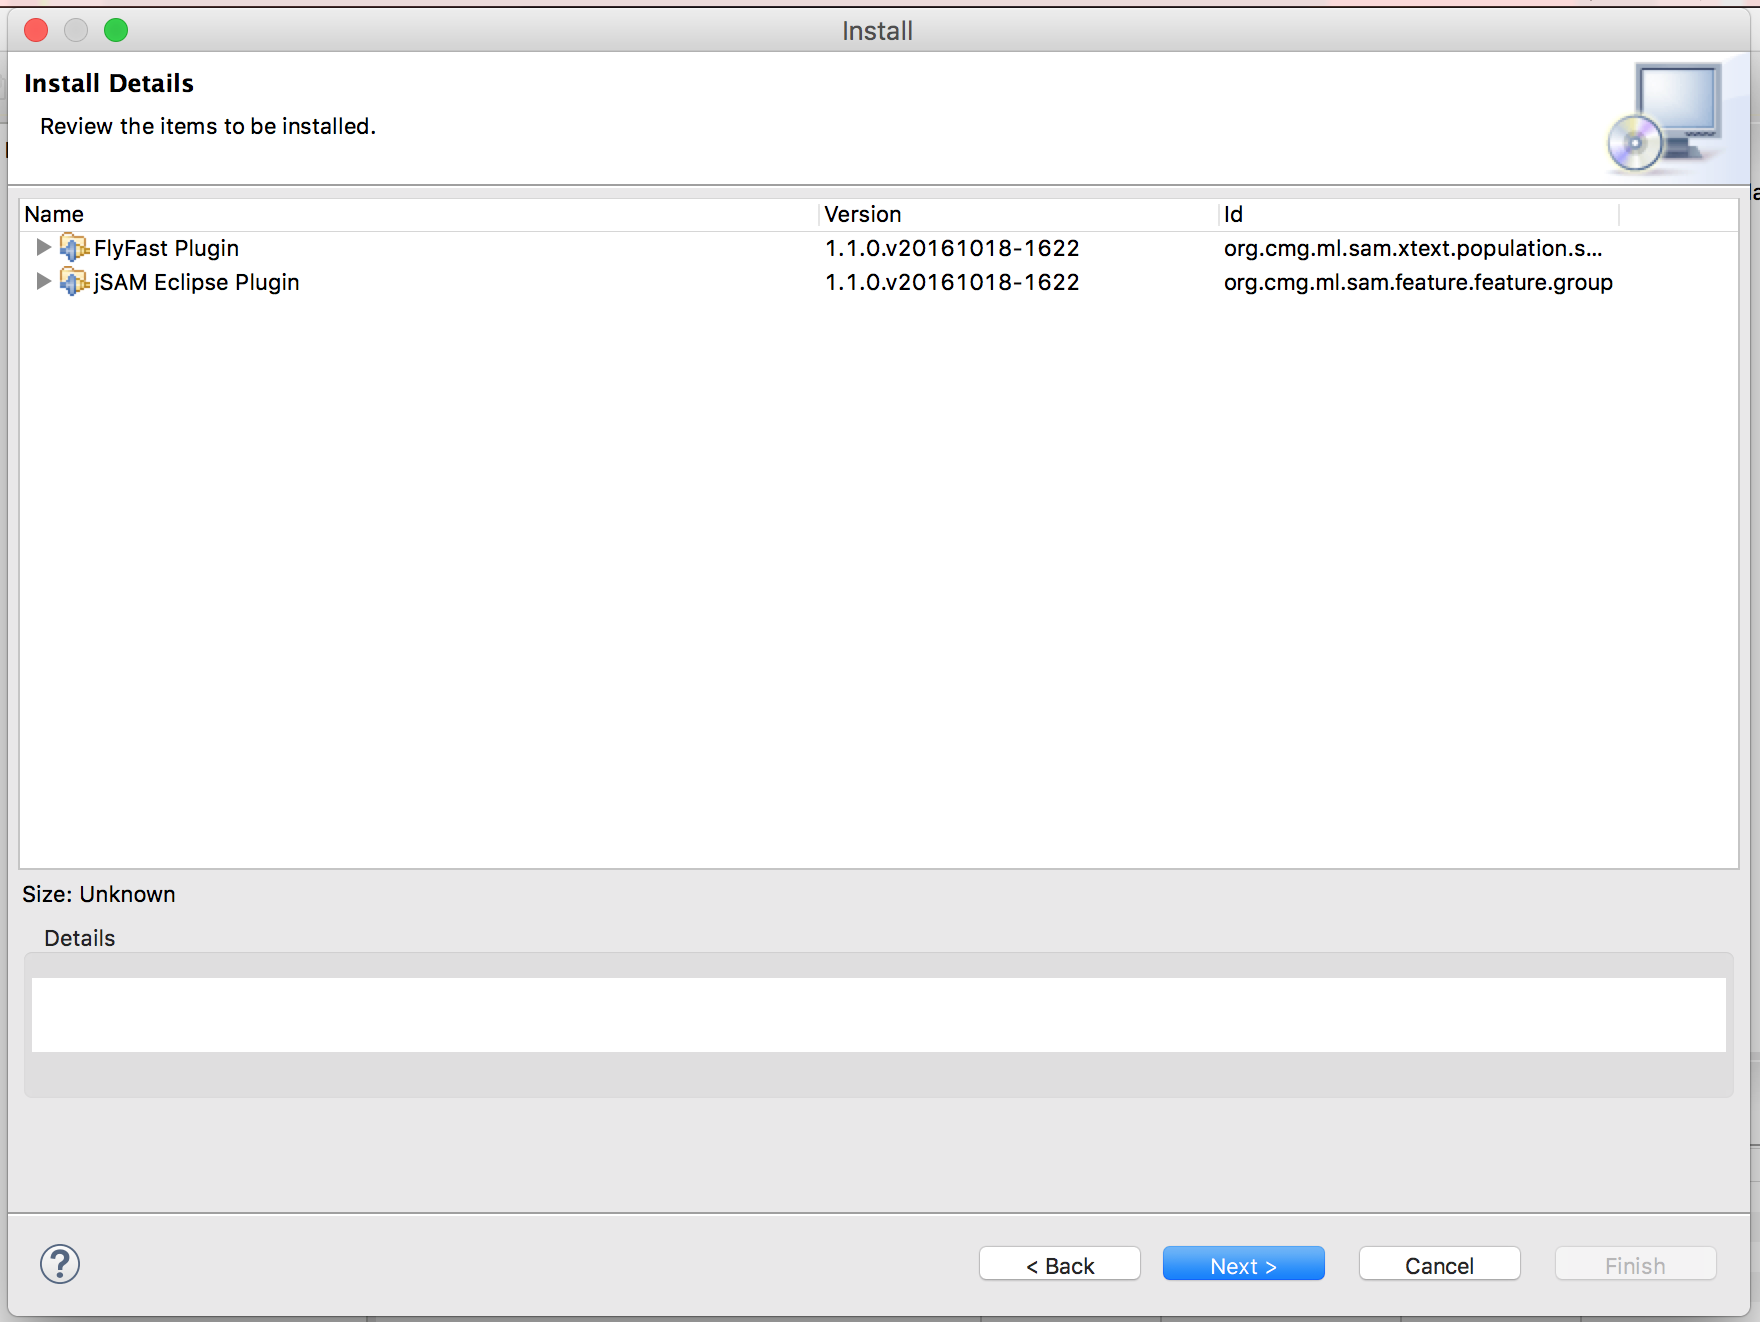 Install
Install Details
Review the items to be installed.
Name Version Id
FlyFast Plugin 1.1.0.v20161018-1622 org.cmg.ml.sam.xtext.population.s...
jSAM Eclipse Plugin 1.1.0.v20161018-1622 org.cmg.ml.sam.feature.feature.group
Size: Unknown
Details
? < Back Next > Cancel Finish